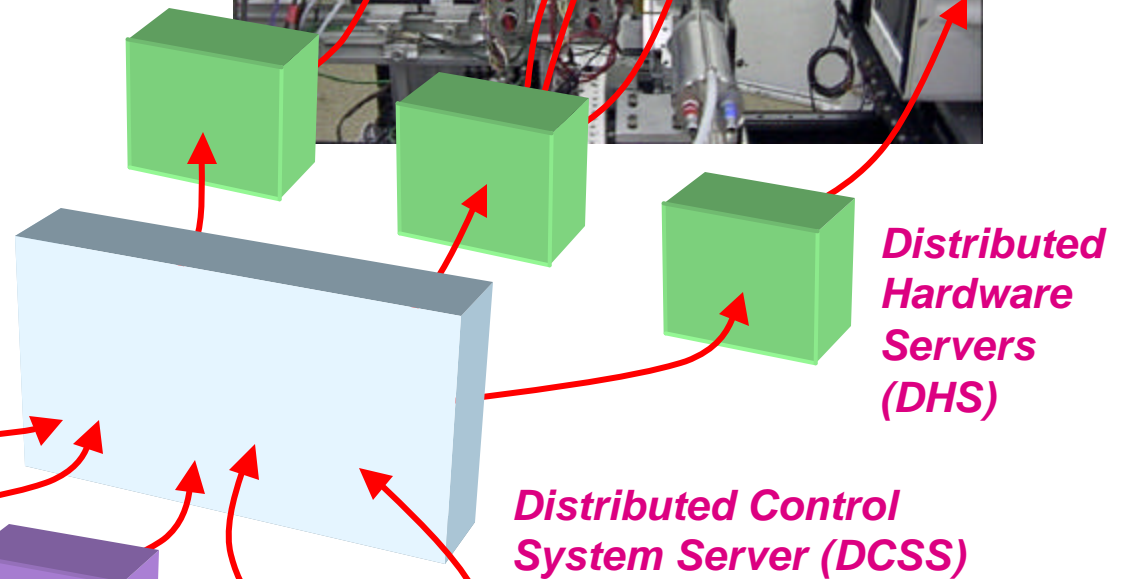 Distributed
Hardware
Servers
(DHS)
Distributed Control
System Server (DCSS)